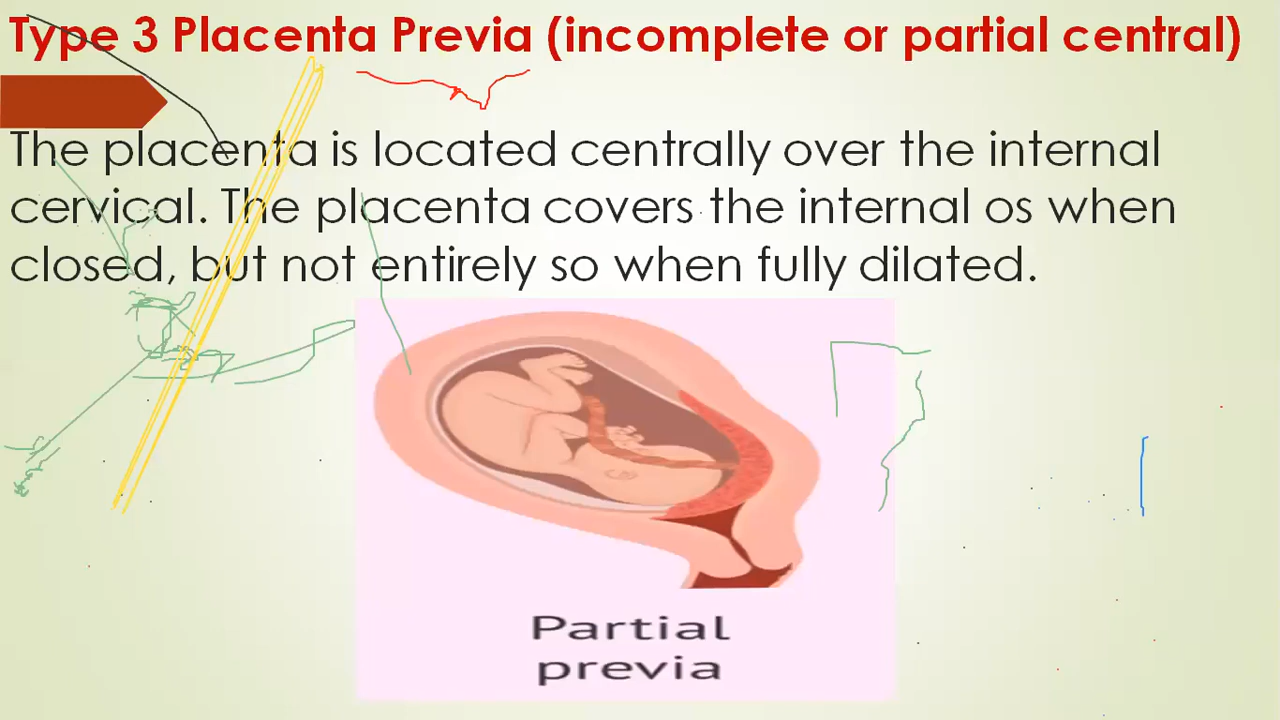 Type 3 Placenta Previa (incomplete or partial central)
The placenta is located centrally over the internal
cervical. The placenta covers the internal os when
closed, but not entirely so when fully dilated.
Partial
previa